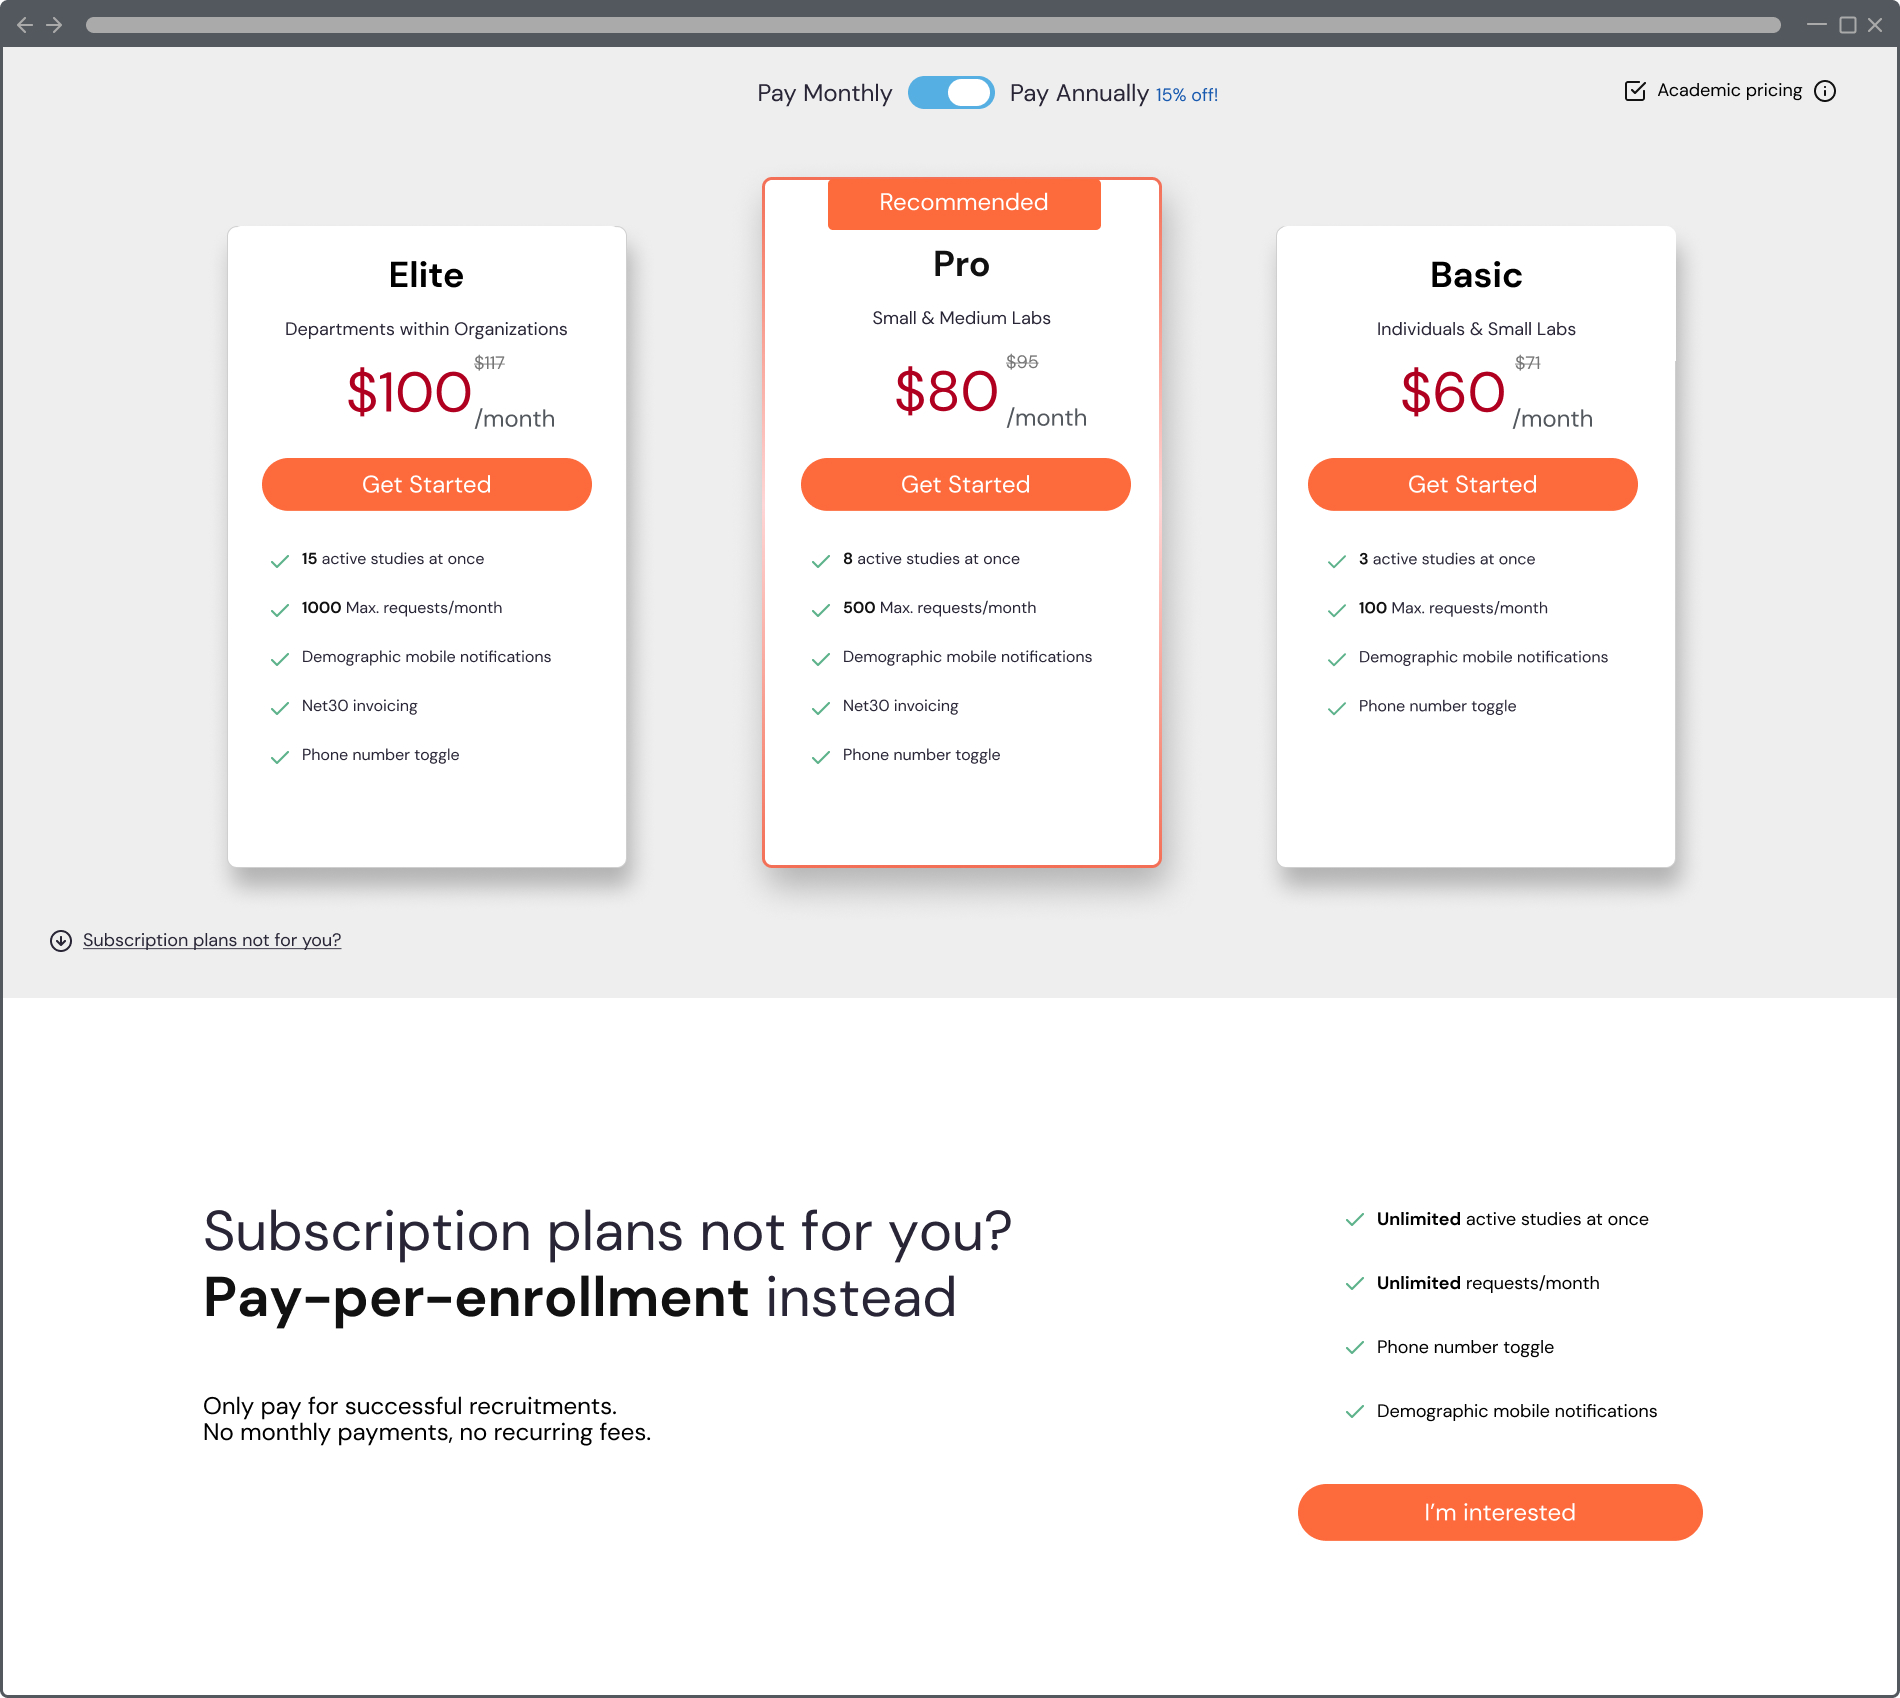 Pay Monthly
Pay Annually 15% off!
Academic pricing
Elite
Departments within Organizations
$100
$117
/month
Get Started
15 active studies at once
1000 Max. requests/month
Demographic mobile notifications
Net30 invoicing
Phone number toggle
Recommended
Pro
Small & Medium Labs
$80
$95
/month
Get Started
8 active studies at once
500 Max. requests/month
Demographic mobile notifications
Net30 invoicing
Phone number toggle
Basic
Individuals & Small Labs
$60
$71
/month
Get Started
3 active studies at once
100 Max. requests/month
Demographic mobile notifications
Phone number toggle
Subscription plans not for you?
Subscription plans not for you?
Pay-per-enrollment instead
Only pay for successful recruitments.
No monthly payments, no recurring fees.
Unlimited active studies at once
Unlimited requests/month
Phone number toggle
Demographic mobile notifications
I’m interested